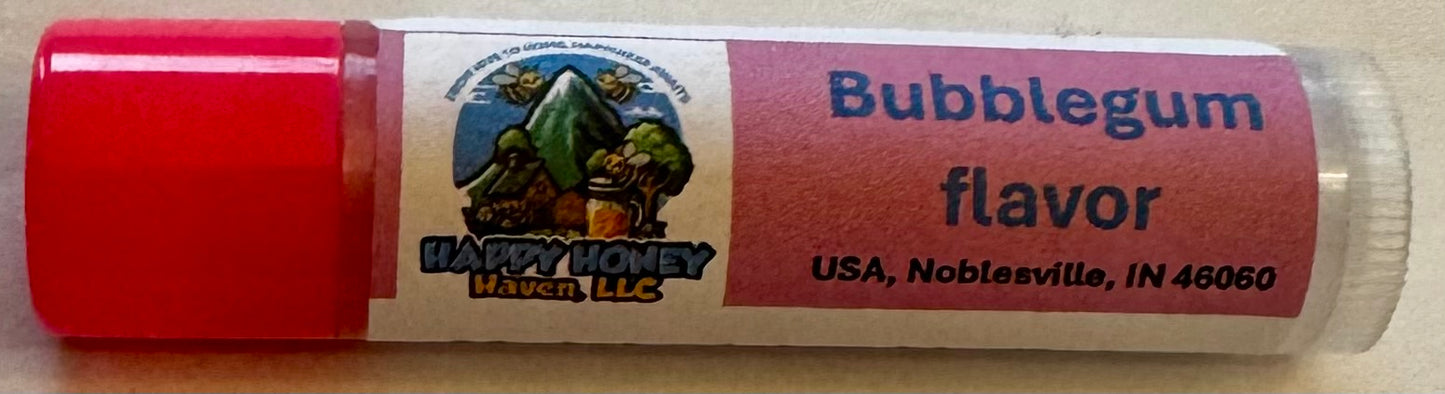 HAPPY HONEY
Haven, LLC
Bubblegum
flavor
USA, Noblesville, IN 46060